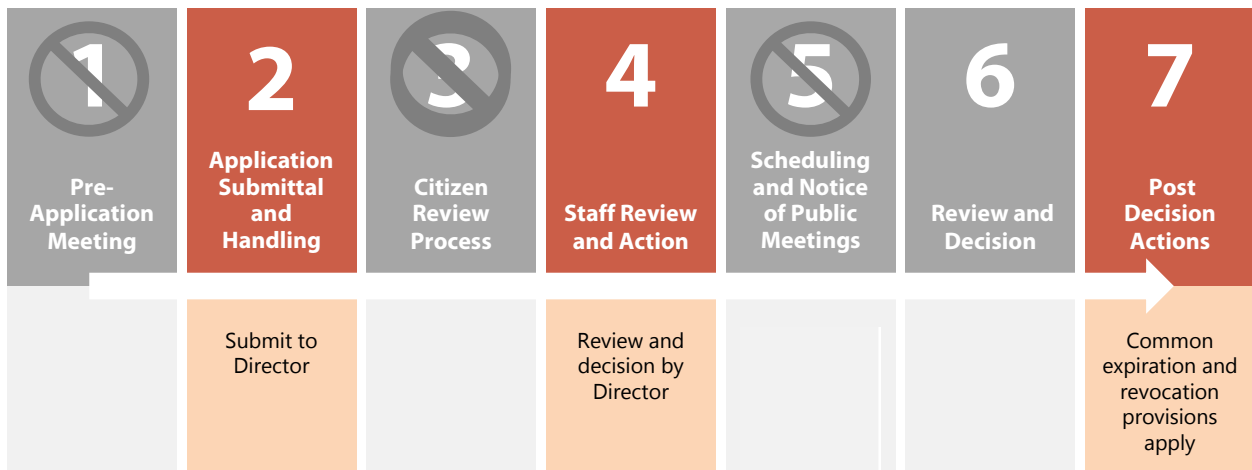 1
Pre-
Application
Meeting
2
Application
Submittal
and
Handling
3
Citizen
Review
Process
4
Staff Review
and Action
5
Scheduling
and Notice
of Public
Meetings
6
Review and
Decision
7
Post
Decision
Actions
Submit to
Director
Review and
decision by
Director
Common
expiration and
revocation
provisions
apply